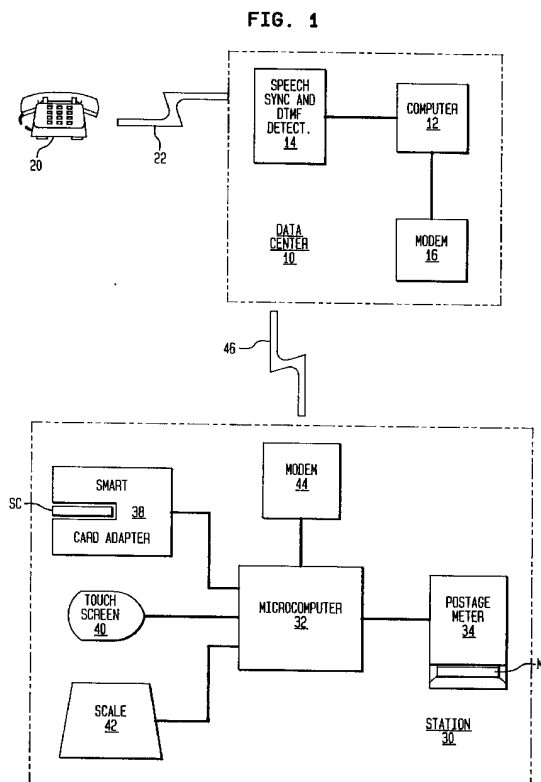 FIG. 1
SPEECH
SYNC AND
DTMF
DETECT.
14
COMPUTER
12
20
22
DATA
CENTER
10
MODEM
16
46
SMART
38
CARD ADAPTER
SC
MODEM
44
TOUCH
SCREEN
40
MICROCOMPUTER
32
POSTAGE
METER
34
SCALE
42
STATION
30